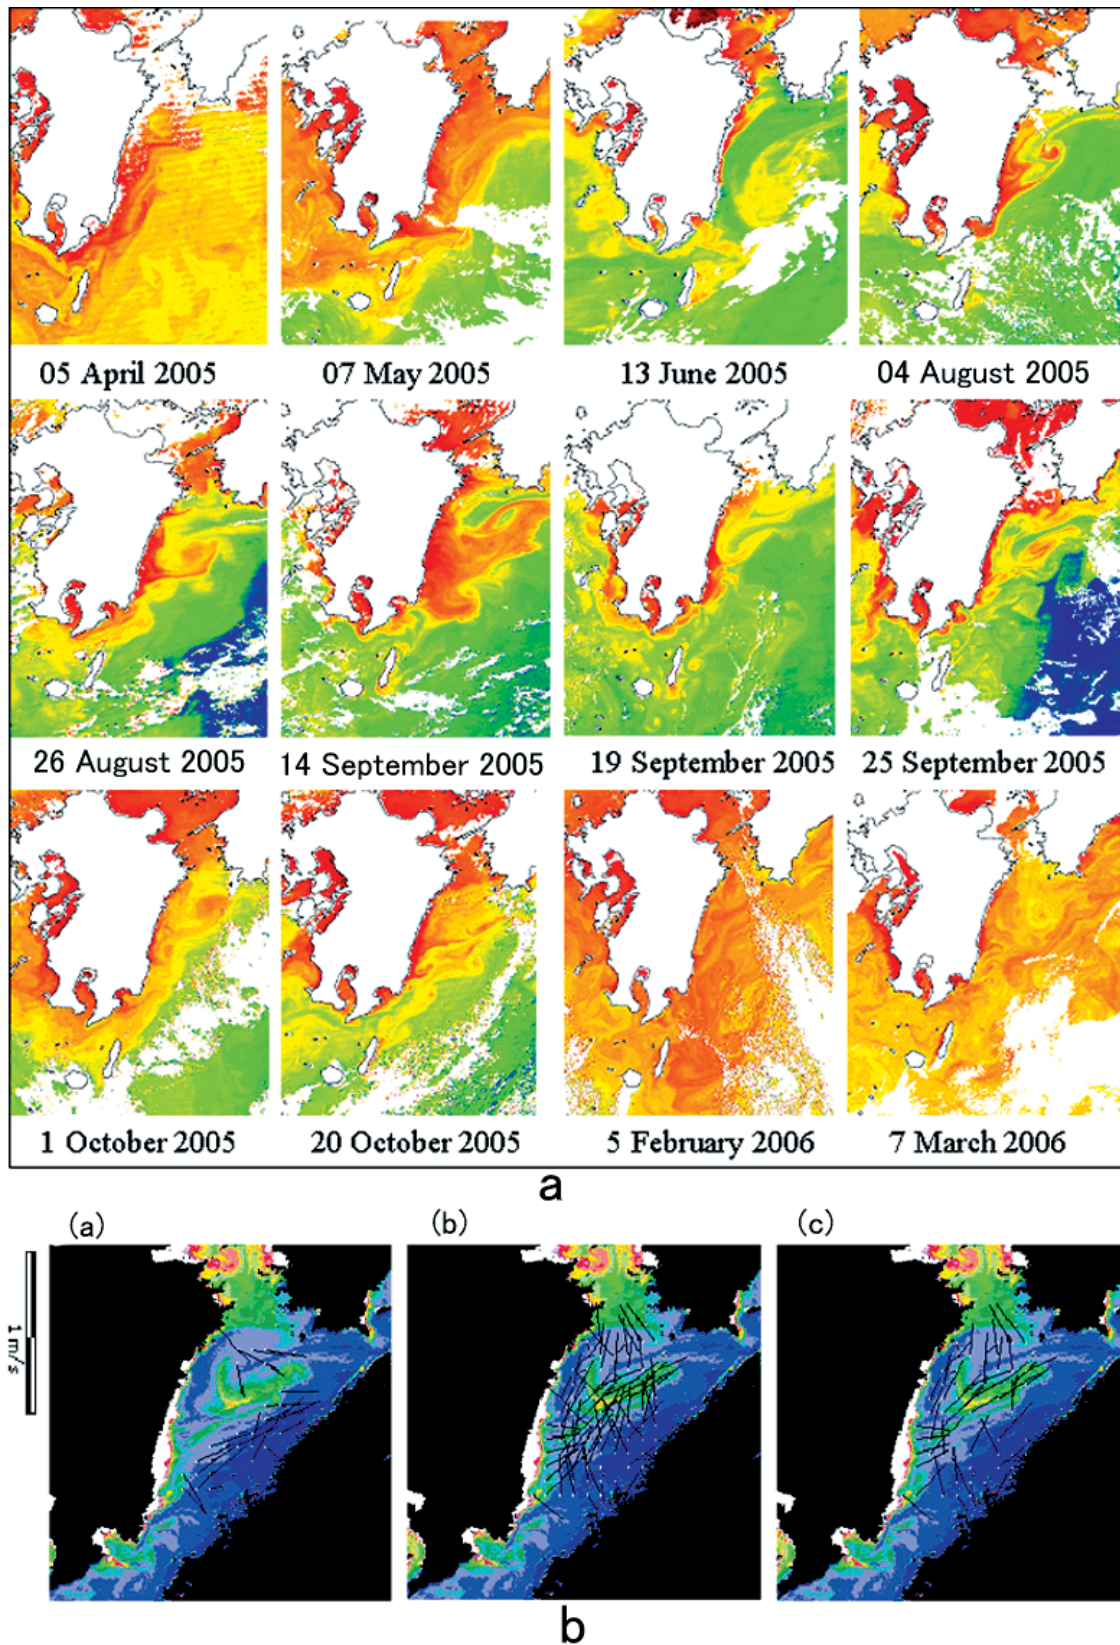 05 April 2005
07 May 2005
13 June 2005
04 August 2005
26 August 2005
14 September 2005
19 September 2005
25 September 2005
1 October 2005
20 October 2005
5 February 2006
7 March 2006
a
(a)
(b)
(c)
1 m/s
b